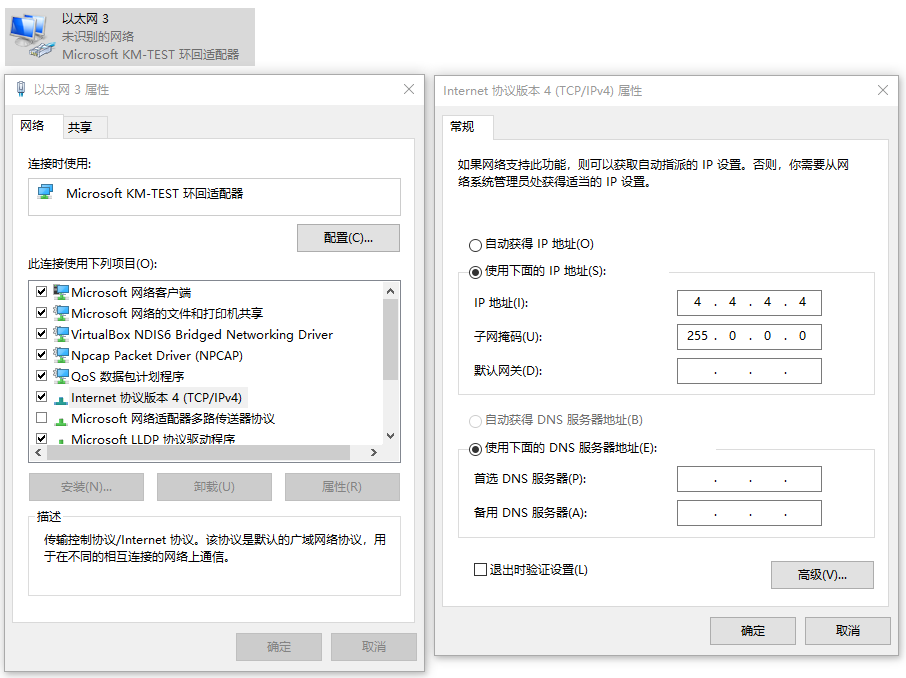 以太网 3
未识别的网络
Microsoft KM-TEST 环回适配器
以太网 3 属性
网络
共享
连接时使用:
Microsoft KM-TEST 环回适配器
配置(C)...
此连接使用下列项目(O):
Microsoft 网络客户端
Microsoft 网络的文件和打印机共享
VirtualBox NDIS6 Bridged Networking Driver
Npcap Packet Driver (NPCAP)
QoS 数据包计划程序
Internet 协议版本 4 (TCP/IPv4)
Microsoft 网络适配器多路传送器协议
Microsoft LLDP 协议驱动程序
安装(N)...
卸载(U)
属性(R)
描述
传输控制协议/Internet 协议。该协议是默认的广域网络协议，用
于在不同的相互连接的网络上通信。
确定
取消
Internet 协议版本 4 (TCP/IPv4) 属性
常规
如果网络支持此功能，则可以获取自动指派的 IP 设置。否则，你需要从网
络系统管理员处获得适当的 IP 设置。
自动获得 IP 地址(O)
使用下面的 IP 地址(S):
IP 地址(I):
4 . 4 . 4 . 4
子网掩码(U):
255 . 0 . 0 . 0
默认网关(D):
. . .
自动获得 DNS 服务器地址(B)
使用下面的 DNS 服务器地址(E):
首选 DNS 服务器(P):
. . .
备用 DNS 服务器(A):
. . .
退出时验证设置(L)
高级(V)...
确定
取消